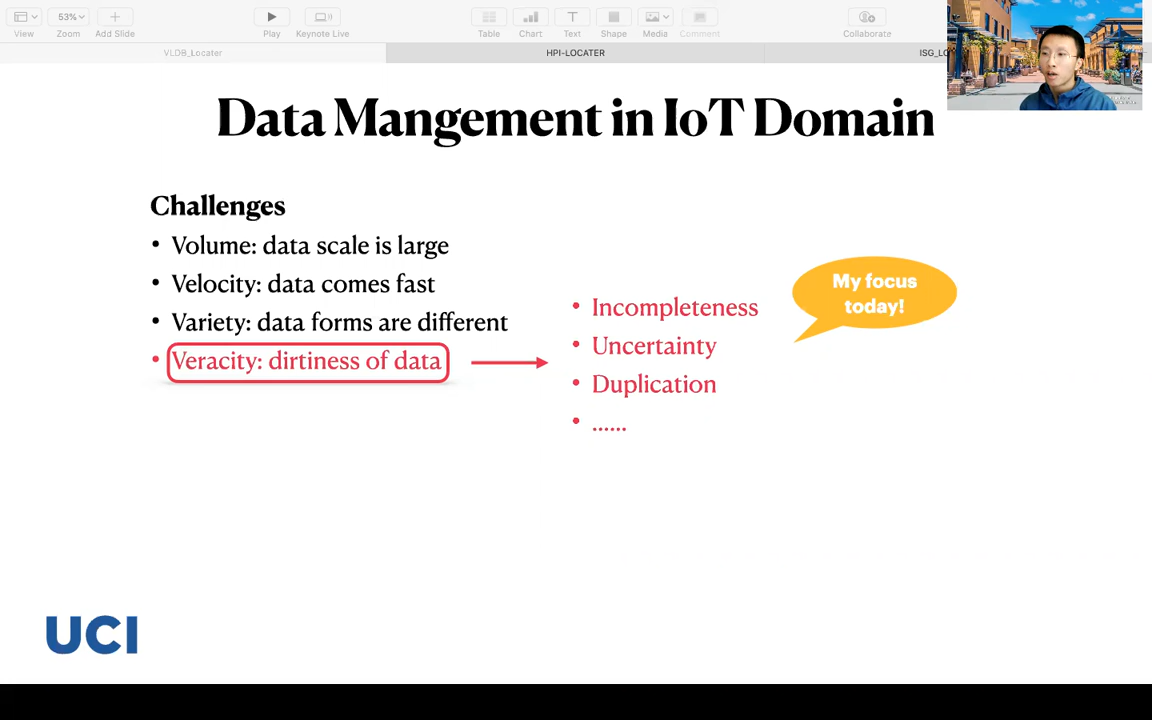 53%
View
Zoom
Add Slide
Play
Keynote Live
Table
Chart
Text
Shape
Media
Comment
Collaborate
VLDB_Locater
HPI-LOCATER
Data Mangement in IoT Domain
Challenges
• Volume: data scale is large
• Velocity: data comes fast
• Variety: data forms are different
• Veracity: dirtiness of data
• Incompleteness
• Uncertainty
• Duplication
• ......
My focus
today!
UCI